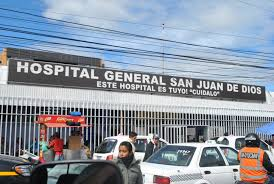 HOSPITAL GENERAL SAN JUAN DE DIOS
ESTE HOSPITAL ES TUYO! "CUIDALO"